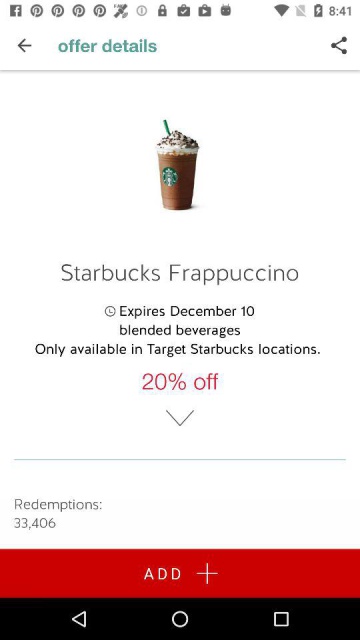 8:41
offer details
Starbucks Frappuccino
Expires December 10
blended beverages
Only available in Target Starbucks locations.
20% off
Redemptions:
33,406
ADD